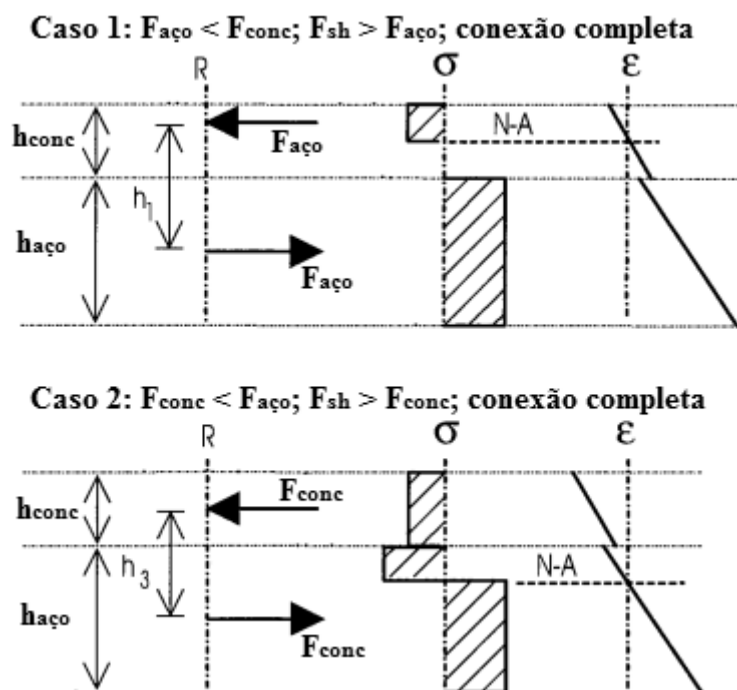 Caso 1: Faço < Fconc; Fsh > Faço; conexão completa
R σ ε
hconc Faço N-A
h1
haço Faço
Caso 2: Fconc < Faço; Fsh > Fconc; conexão completa
R σ ε
hconc Fconc
h3 N-A
haço Fconc